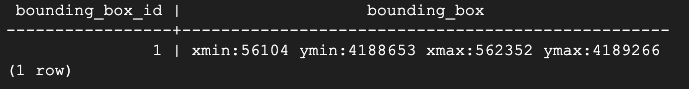 bounding_box_id | bounding_box
-----------------+--------------------------------------------------
1 | xmin:56104 ymin:4188653 xmax:562352 ymax:4189266
(1 row)